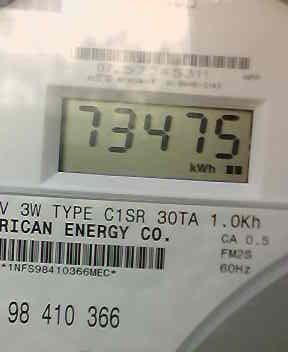 73475
kWh
V 3W TYPE C1SR 30TA 1.0Kh
RICAN ENERGY CO.
CA 0.5
FM2S
60Hz
*1NFS98410366MEC*
98 410 366